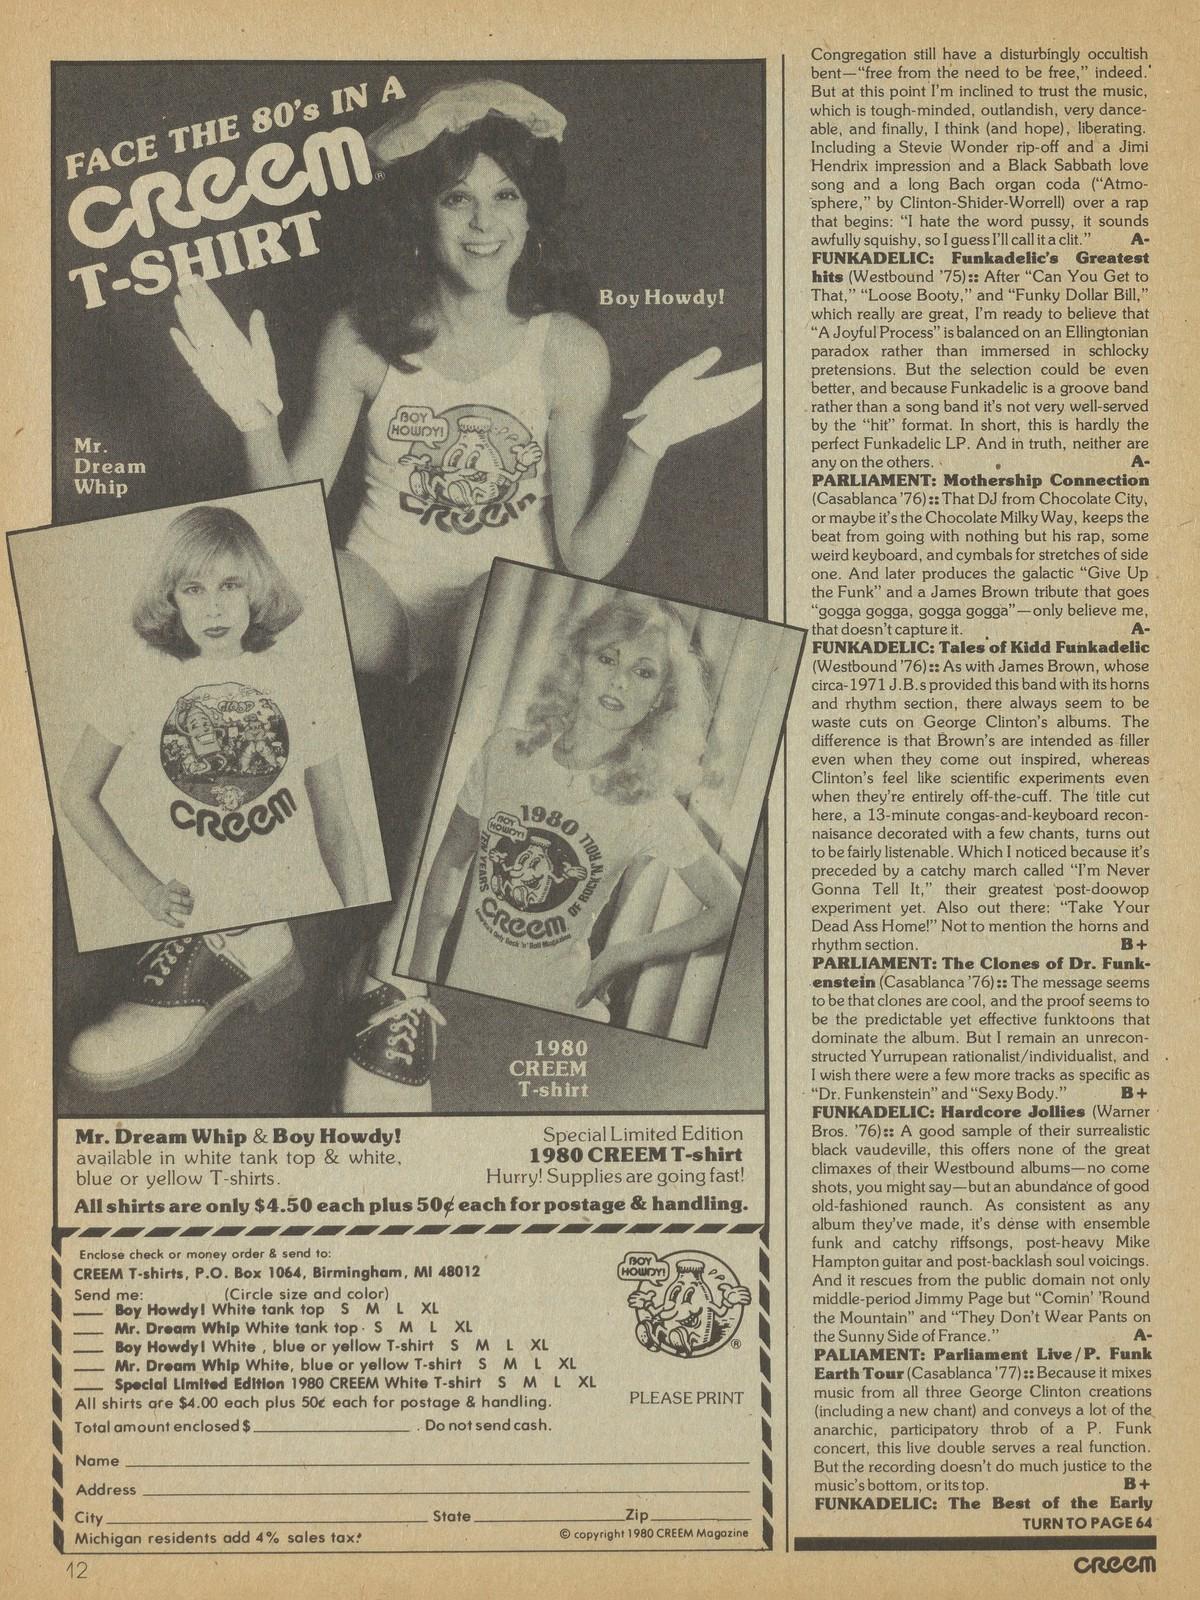 FACE THE 80's IN A
CREEM®
T-SHIRT
Boy Howdy!
BOY
HOWDY!
CREEM
Mr.
Dream
Whip
CREEM
1980
BOY
HOWDY!
TEN YEARS
OF ROCK 'N' ROLL
CREEM
1980
CREEM
T-shirt
Mr. Dream Whip & Boy Howdy!
available in white tank top & white,
blue or yellow T-shirts.
Special Limited Edition
1980 CREEM T-shirt
Hurry! Supplies are going fast!
All shirts are only $4.50 each plus 50¢ each for postage & handling.
Enclose check or money order & send to:
CREEM T-shirts, P.O. Box 1064, Birmingham, MI 48012
Send me: (Circle size and color)
___ Boy Howdy! White tank top S M L XL
___ Mr. Dream Whip White tank top S M L XL
___ Boy Howdy! White , blue or yellow T-shirt S M L XL
___ Mr. Dream Whip White, blue or yellow T-shirt S M L XL
___ Special Limited Edition 1980 CREEM White T-shirt S M L XL
All shirts are $4.00 each plus 50¢ each for postage & handling.
Total amount enclosed $__________ . Do not send cash.
BOY
HOWDY!
®
PLEASE PRINT
Name
Address
City State Zip
Michigan residents add 4% sales tax.
© copyright 1980 CREEM Magazine
12
Congregation still have a disturbingly occultish
bent—“free from the need to be free,” indeed.
But at this point I'm inclined to trust the music,
which is tough-minded, outlandish, very dance-
able, and finally, I think (and hope), liberating.
Including a Stevie Wonder rip-off and a Jimi
Hendrix impression and a Black Sabbath love
song and a long Bach organ coda (“Atmo-
sphere,” by Clinton-Shider-Worrell) over a rap
that begins: “I hate the word pussy, it sounds
awfully squishy, so I guess I'll call it a clit.” A-
FUNKADELIC: Funkadelic's Greatest
hits (Westbound '75):: After “Can You Get to
That,” “Loose Booty,” and “Funky Dollar Bill,”
which really are great, I'm ready to believe that
“A Joyful Process” is balanced on an Ellingtonian
paradox rather than immersed in schlocky
pretensions. But the selection could be even
better, and because Funkadelic is a groove band
rather than a song band it's not very well-served
by the “hit” format. In short, this is hardly the
perfect Funkadelic LP. And in truth, neither are
any on the others. A-
PARLIAMENT: Mothership Connection
(Casablanca '76):: That DJ from Chocolate City,
or maybe it's the Chocolate Milky Way, keeps the
beat from going with nothing but his rap, some
weird keyboard, and cymbals for stretches of side
one. And later produces the galactic “Give Up
the Funk” and a James Brown tribute that goes
“gogga gogga, gogga gogga”—only believe me,
that doesn't capture it. A-
FUNKADELIC: Tales of Kidd Funkadelic
(Westbound '76):: As with James Brown, whose
circa-1971 J.B.s provided this band with its horns
and rhythm section, there always seem to be
waste cuts on George Clinton's albums. The
difference is that Brown's are intended as filler
even when they come out inspired, whereas
Clinton's feel like scientific experiments even
when they're entirely off-the-cuff. The title cut
here, a 13-minute congas-and-keyboard recon-
naisance decorated with a few chants, turns out
to be fairly listenable. Which I noticed because it's
preceded by a catchy march called “I'm Never
Gonna Tell It,” their greatest post-doowop
experiment yet. Also out there: “Take Your
Dead Ass Home!” Not to mention the horns and
rhythm section. B+
PARLIAMENT: The Clones of Dr. Funk-
enstein (Casablanca '76):: The message seems
to be that clones are cool, and the proof seems to
be the predictable yet effective funktoons that
dominate the album. But I remain an unrecon-
structed Yurrupean rationalist/individualist, and
I wish there were a few more tracks as specific as
“Dr. Funkenstein” and “Sexy Body.” B+
FUNKADELIC: Hardcore Jollies (Warner
Bros. '76):: A good sample of their surrealistic
black vaudeville, this offers none of the great
climaxes of their Westbound albums—no come
shots, you might say—but an abundance of good
old-fashioned raunch. As consistent as any
album they've made, it's dense with ensemble
funk and catchy riffsongs, post-heavy Mike
Hampton guitar and post-backlash soul voicings.
And it rescues from the public domain not only
middle-period Jimmy Page but “Comin' 'Round
the Mountain” and “They Don't Wear Pants on
the Sunny Side of France.” A-
PALIAMENT: Parliament Live/P. Funk
Earth Tour (Casablanca '77):: Because it mixes
music from all three George Clinton creations
(including a new chant) and conveys a lot of the
anarchic, participatory throb of a P. Funk
concert, this live double serves a real function.
But the recording doesn't do much justice to the
music's bottom, or its top. B+
FUNKADELIC: The Best of the Early
TURN TO PAGE 64
CREEM